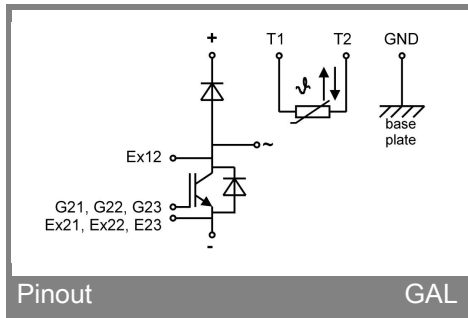 + T1 T2 GND
ϑ
base
plate
~
Ex12
G21, G22, G23
Ex21, Ex22, E23
-
Pinout GAL